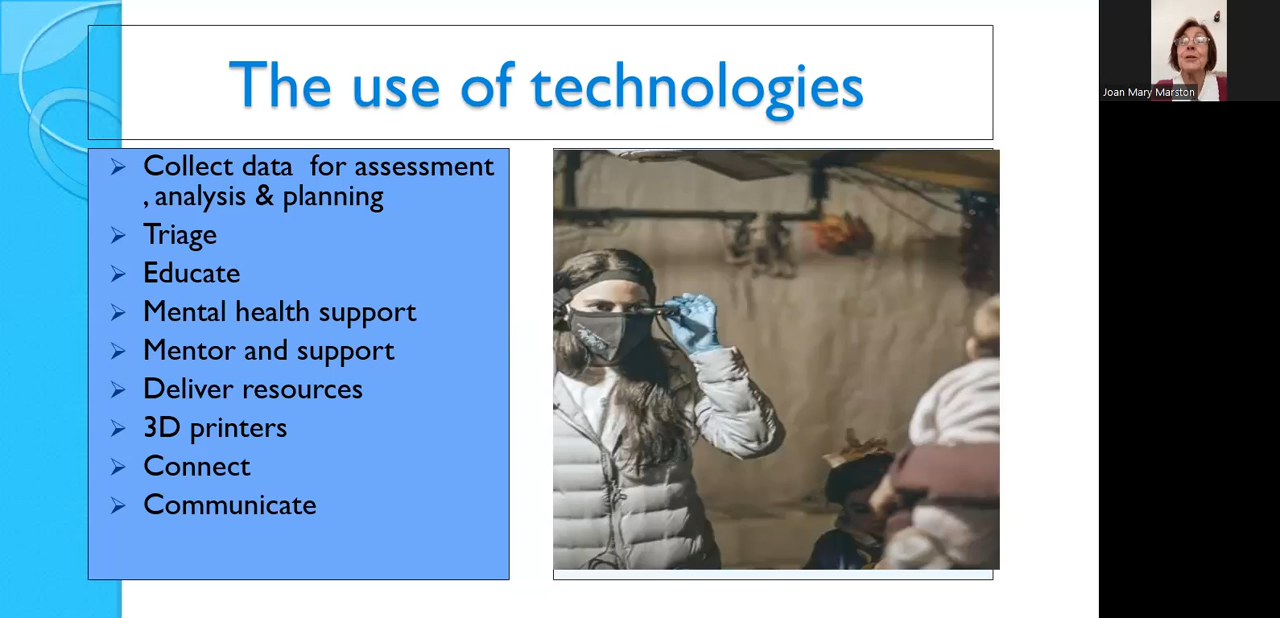 The use of technologies
Collect data  for assessment
, analysis & planning
Triage
Educate
Mental health support
Mentor and support
Deliver resources
3D printers
Connect
Communicate
Joan Mary Marston